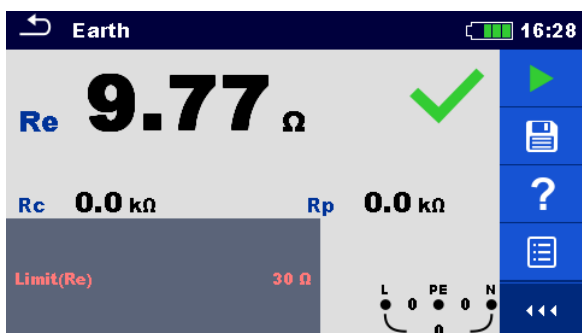 Earth 16:28
Re 9.77 Ω
Rc 0.0 kΩ Rp 0.0 kΩ
?
Limit(Re) 30 Ω
L PE N
0 0
0